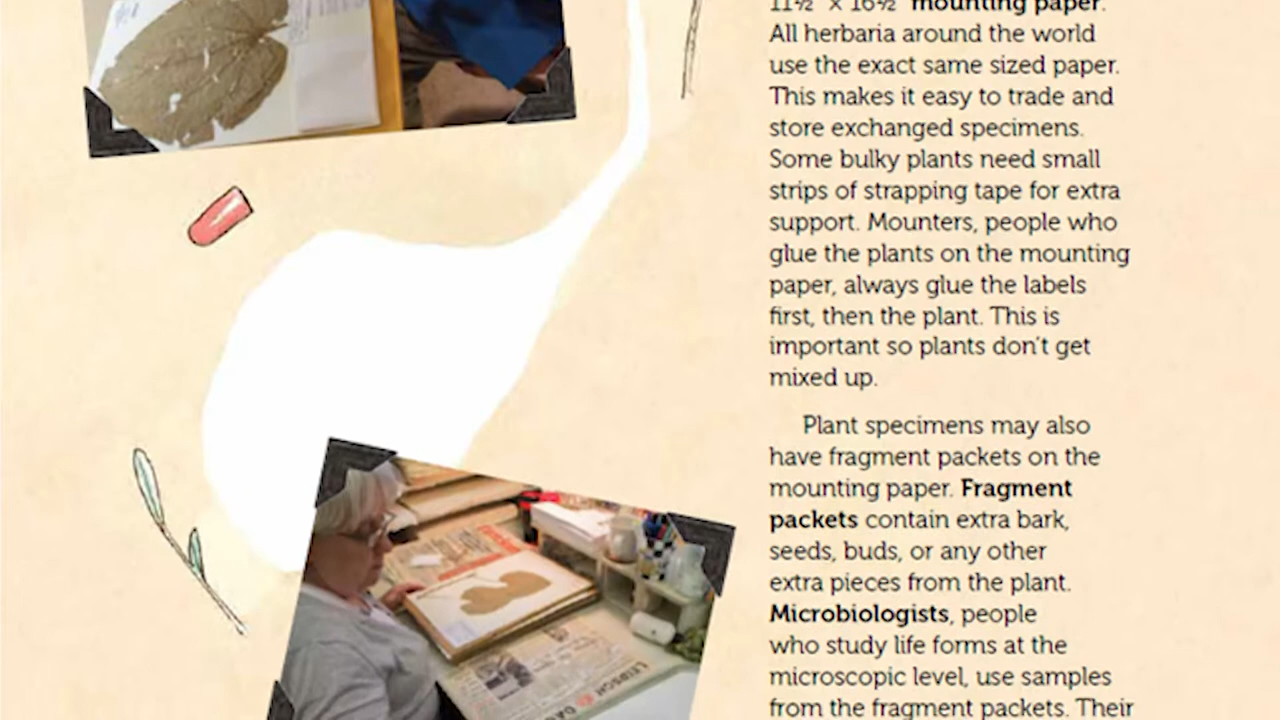 11½" × 16½" mounting paper.
All herbaria around the world
use the exact same sized paper.
This makes it easy to trade and
store exchanged specimens.
Some bulky plants need small
strips of strapping tape for extra
support. Mounters, people who
glue the plants on the mounting
paper, always glue the labels
first, then the plant. This is
important so plants don't get
mixed up.
Plant specimens may also
have fragment packets on the
mounting paper. Fragment
packets contain extra bark,
seeds, buds, or any other
extra pieces from the plant.
Microbiologists, people
who study life forms at the
microscopic level, use samples
from the fragment packets. Their